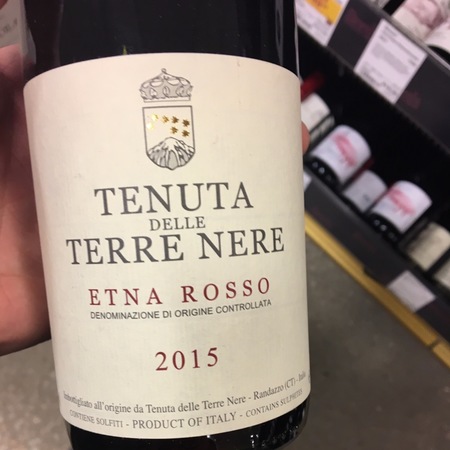 TENUTA
DELLE
TERRE NERE
ETNA ROSSO
DENOMINAZIONE DI ORIGINE CONTROLLATA
2015
Imbottigliato all'origine da Tenuta delle Terre Nere - Randazzo (CT) - Italia
CONTIENE SOLFITI - PRODUCT OF ITALY - CONTAINS SULPHITES